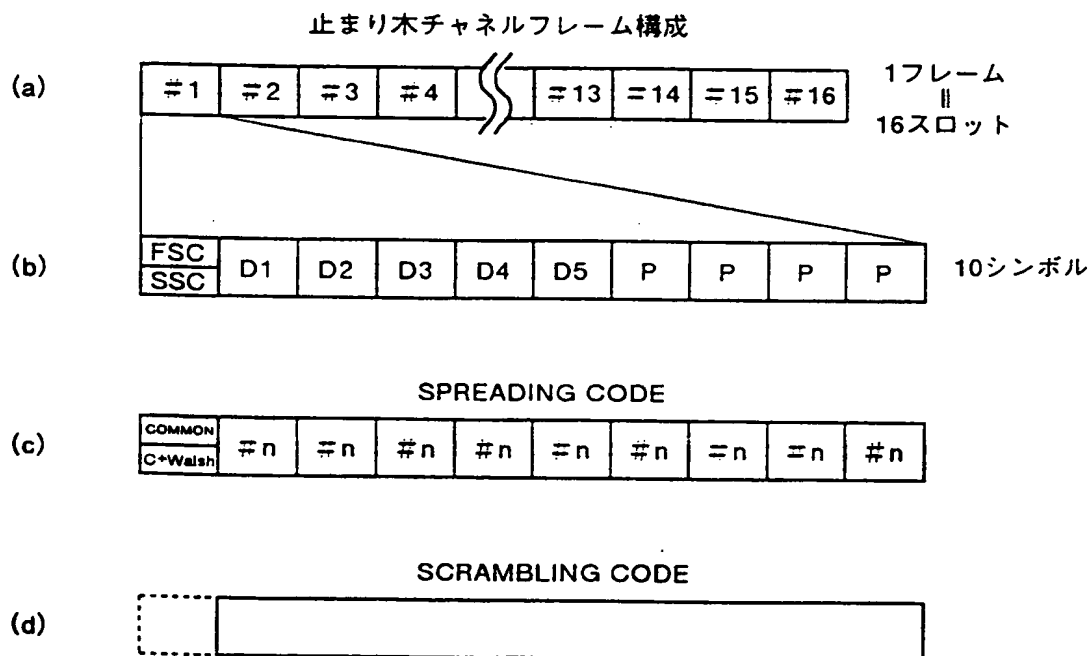 止まり木チャネルフレーム構成
(a)
#1 #2 #3 #4 #13 #14 #15 #16
1フレーム
||
16スロット
(b)
FSC
SSC
D1 D2 D3 D4 D5 P P P P
10シンボル
SPREADING CODE
(c)
COMMON
C+Walsh
#n #n #n #n #n #n #n #n #n
SCRAMBLING CODE
(d)